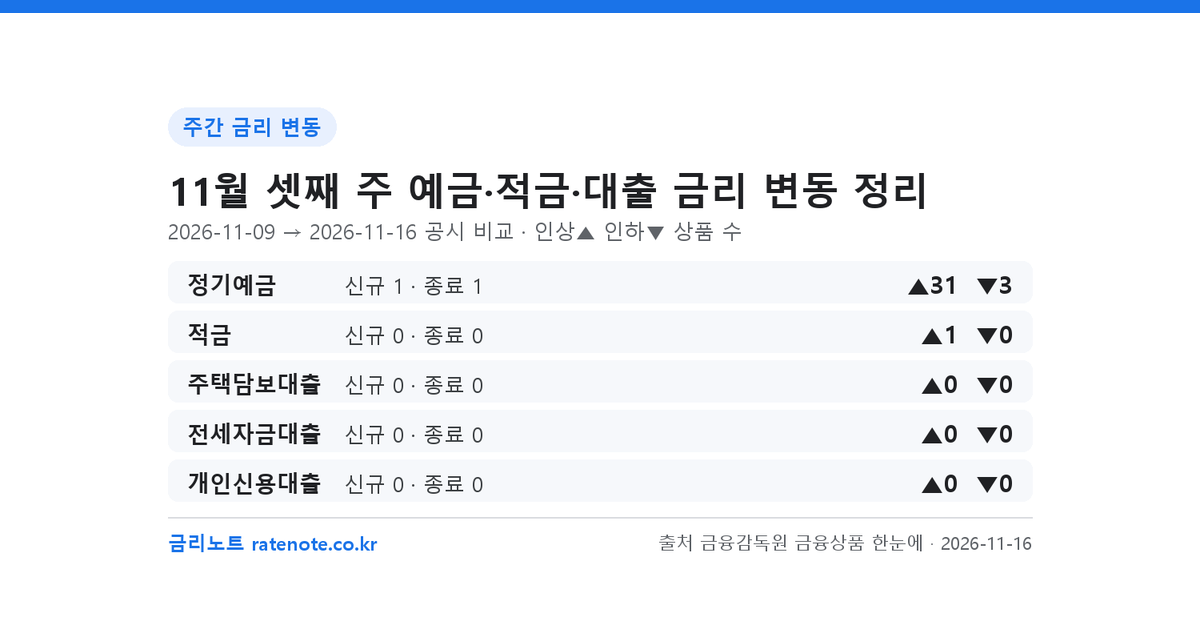 주간 금리 변동
11월 셋째 주 예금·적금·대출 금리 변동 정리
2026-11-09 → 2026-11-16 공시 비교 · 인상▲ 인하▼ 상품 수
정기예금 신규 1 · 종료 1 ▲31 ▼3
적금 신규 0 · 종료 0 ▲1 ▼0
주택담보대출 신규 0 · 종료 0 ▲0 ▼0
전세자금대출 신규 0 · 종료 0 ▲0 ▼0
개인신용대출 신규 0 · 종료 0 ▲0 ▼0
금리노트 ratenote.co.kr 출처 금융감독원 금융상품 한눈에 · 2026-11-16